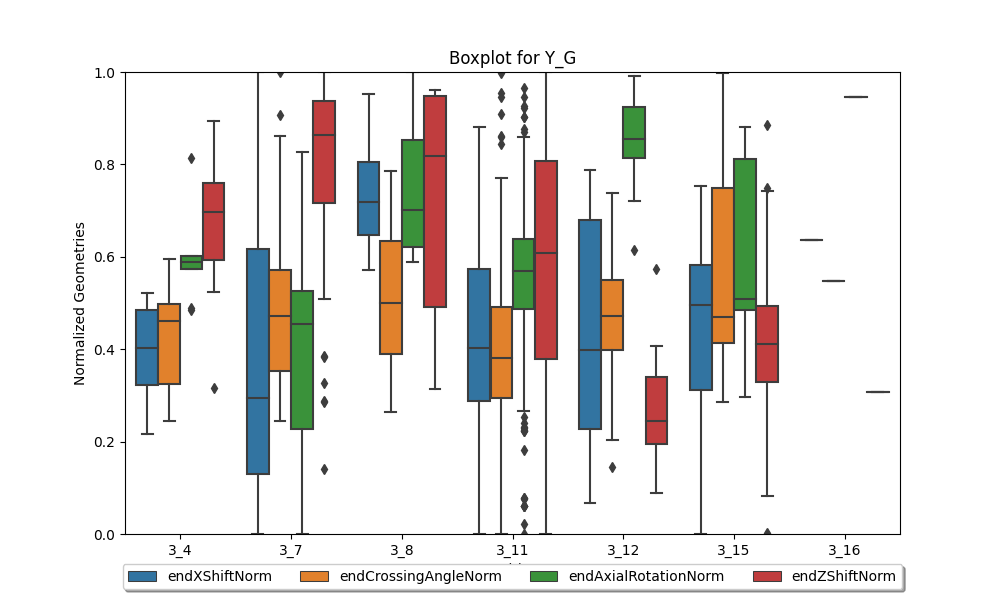 Boxplot for Y_G
Normalized Geometries
1.0
0.8
0.6
0.4
0.2
0.0
3_4 3_7 3_8 3_11 3_12 3_15 3_16
endXShiftNorm endCrossingAngleNorm endAxialRotationNorm endZShiftNorm